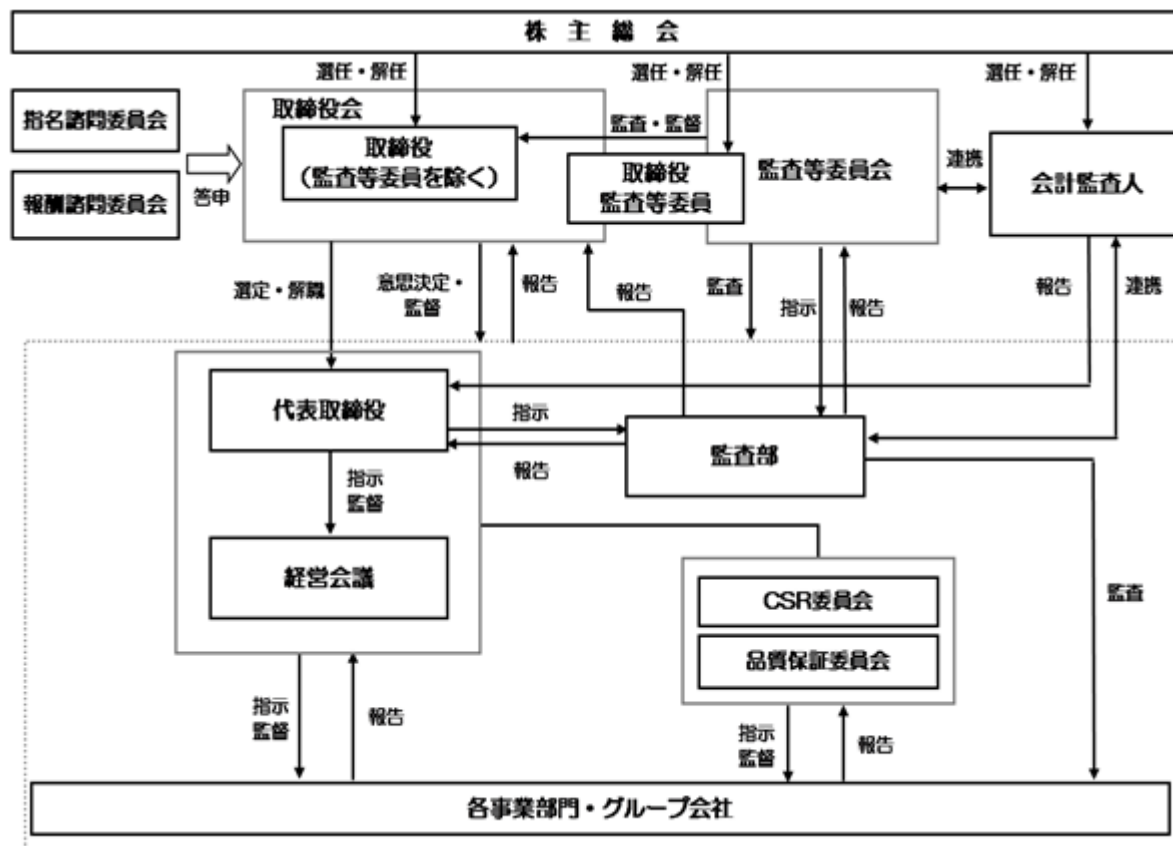 株主総会
選任・解任
選任・解任
選任・解任
指名諮問委員会
報酬諮問委員会
答申
取締役会
取締役
（監査等委員を除く）
監査・監督
取締役
監査等委員
監査等委員会
連携
会計監査人
選定・解職
意思決定・
監督
報告
報告
監査
指示
報告
報告
連携
代表取締役
指示
報告
監査部
指示
監督
経営会議
CSR委員会
品質保証委員会
監査
指示
監督
報告
指示
監督
報告
各事業部門・グループ会社